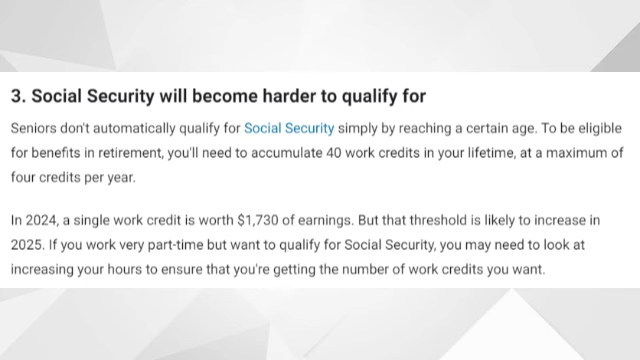 3. Social Security will become harder to qualify for
Seniors don't automatically qualify for Social Security simply by reaching a certain age. To be eligible
for benefits in retirement, you'll need to accumulate 40 work credits in your lifetime, at a maximum of
four credits per year.
In 2024, a single work credit is worth $1,730 of earnings. But that threshold is likely to increase in
2025. If you work very part-time but want to qualify for Social Security, you may need to look at
increasing your hours to ensure that you're getting the number of work credits you want.